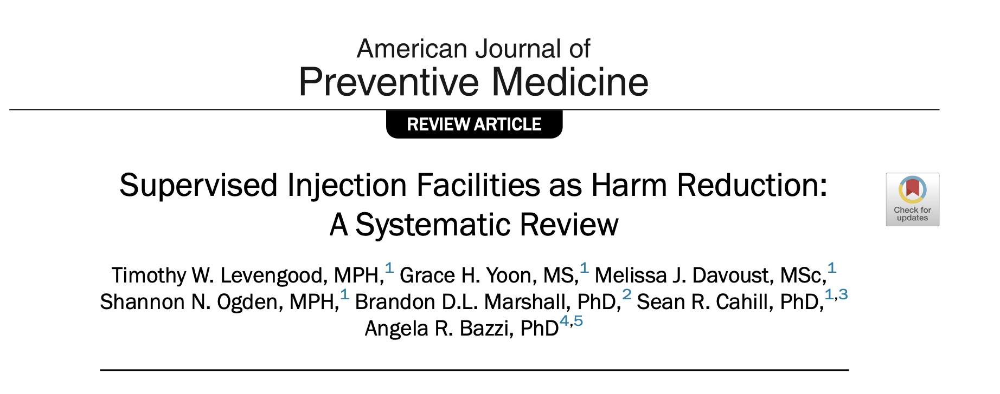 American Journal of
Preventive Medicine
REVIEW ARTICLE
Supervised Injection Facilities as Harm Reduction:
A Systematic Review
Check for
updates
Timothy W. Levengood, MPH,1 Grace H. Yoon, MS,1 Melissa J. Davoust, MSc,1
Shannon N. Ogden, MPH,1 Brandon D.L. Marshall, PhD,2 Sean R. Cahill, PhD,1,3
Angela R. Bazzi, PhD4,5